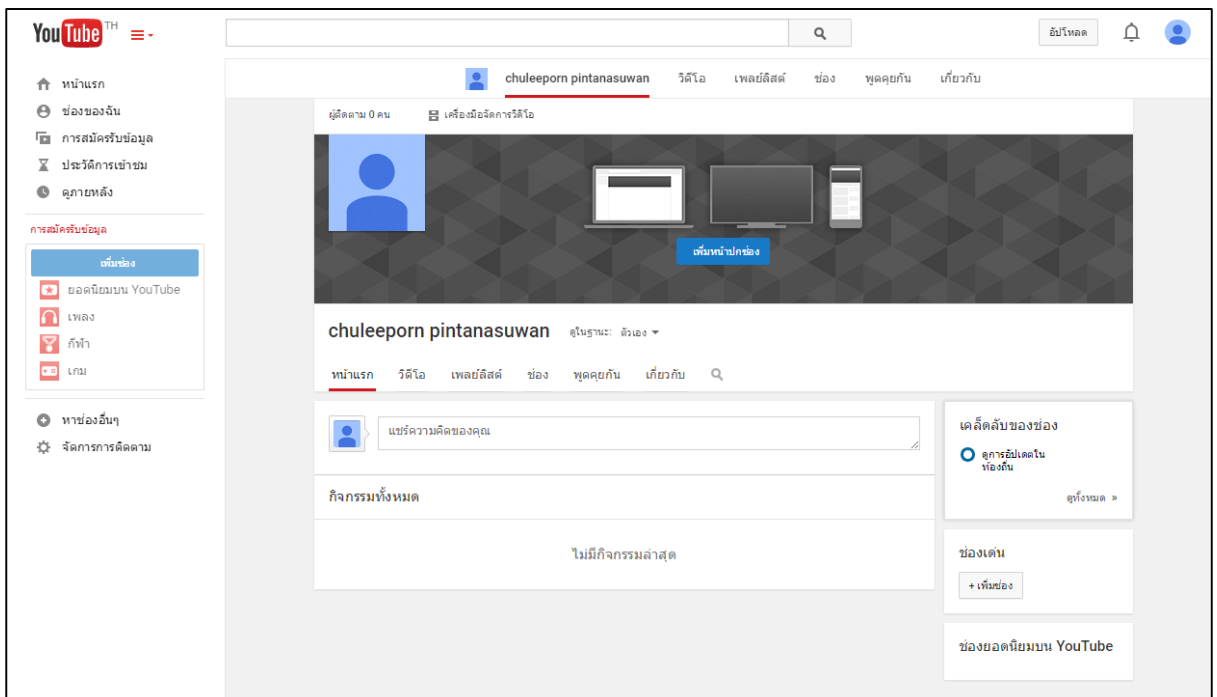 YouTube TH
อัปโหลด
หน้าแรก
ช่องของฉัน
การสมัครรับข้อมูล
ประวัติการเข้าชม
ดูภายหลัง
การสมัครรับข้อมูล
เพิ่มช่อง
ยอดนิยมบน YouTube
เพลง
กีฬา
เกม
หาช่องอื่นๆ
จัดการการติดตาม
chuleeporn pintanasuwan วิดีโอ เพลย์ลิสต์ ช่อง พูดคุยกัน เกี่ยวกับ
ผู้ติดตาม 0 คน เครื่องมือจัดการวิดีโอ
เพิ่มหน้าปกช่อง
chuleeporn pintanasuwan ดูในฐานะ: ตัวเอง
หน้าแรก วิดีโอ เพลย์ลิสต์ ช่อง พูดคุยกัน เกี่ยวกับ
แชร์ความคิดของคุณ
กิจกรรมทั้งหมด
ไม่มีกิจกรรมล่าสุด
เคล็ดลับของช่อง
ดูการอัปเดตใน
ท้องถิ่น
ดูทั้งหมด »
ช่องเด่น
+ เพิ่มช่อง
ช่องยอดนิยมบน YouTube